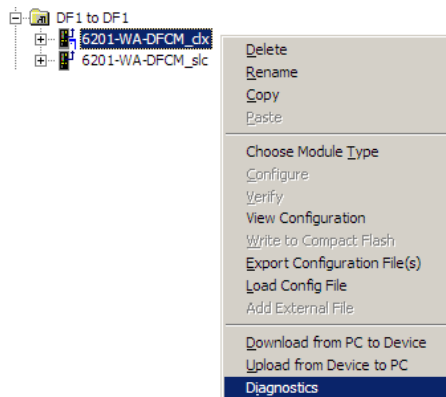 DF1 to DF1
6201-WA-DFCM_clx
6201-WA-DFCM_slc
Delete
Rename
Copy
Paste
Choose Module Type
Configure
Verify
View Configuration
Write to Compact Flash
Export Configuration File(s)
Load Config File
Add External File
Download from PC to Device
Upload from Device to PC
Diagnostics